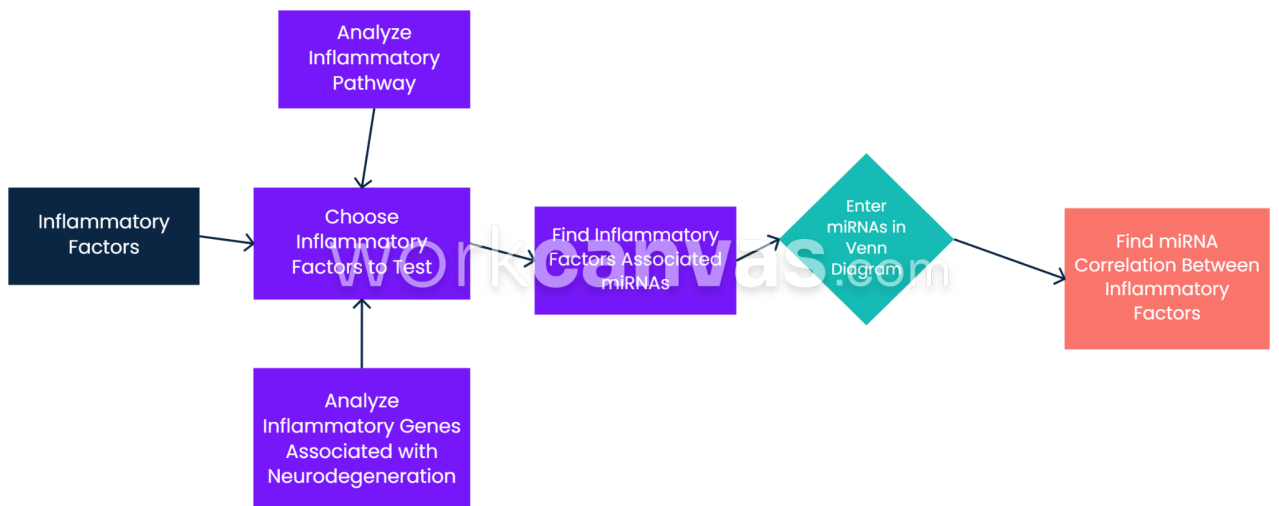 Analyze
Inflammatory
Pathway
Inflammatory
Factors
Choose
Inflammatory
Factors to Test
Find Inflammatory
Factors Associated
miRNAs
Enter
miRNAs in
Venn
Diagram
Find miRNA
Correlation Between
Inflammatory
Factors
Analyze
Inflammatory Genes
Associated with
Neurodegeneration
workcanvas.com